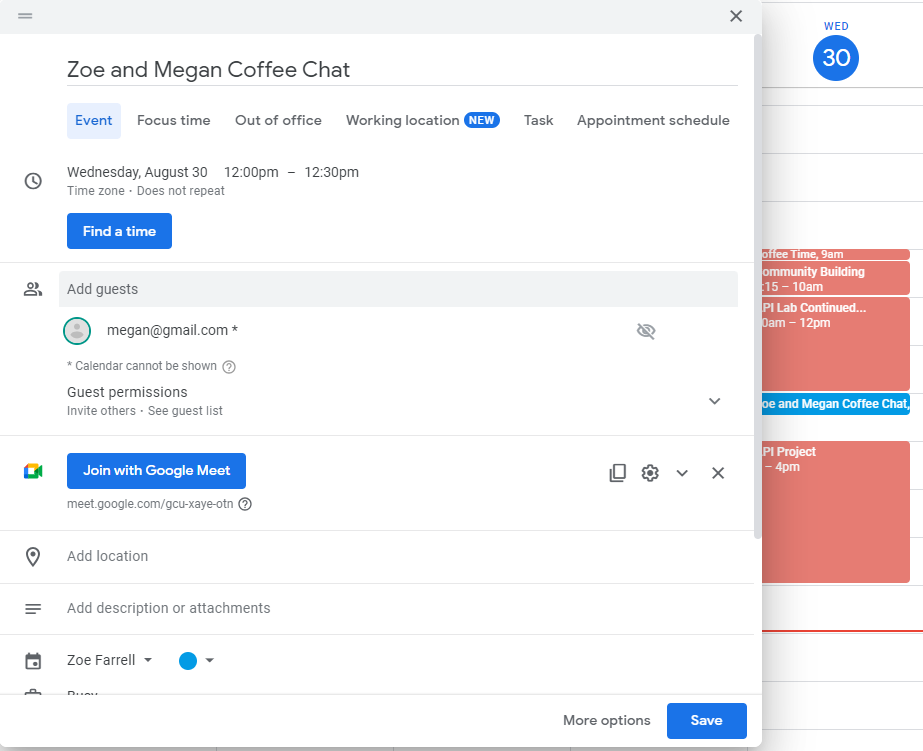 WED
30
Zoe and Megan Coffee Chat
Event Focus time Out of office Working location NEW Task Appointment schedule
Wednesday, August 30 12:00pm – 12:30pm
Time zone · Does not repeat
Find a time
Add guests
megan@gmail.com *
* Calendar cannot be shown
Guest permissions
Invite others · See guest list
Join with Google Meet
meet.google.com/gcu-xaye-otn
Add location
Add description or attachments
Zoe Farrell
Busy
More options Save
offee Time, 9am
ommunity Building
:15 – 10am
PI Lab Continued...
0am – 12pm
oe and Megan Coffee Chat,
PI Project
– 4pm